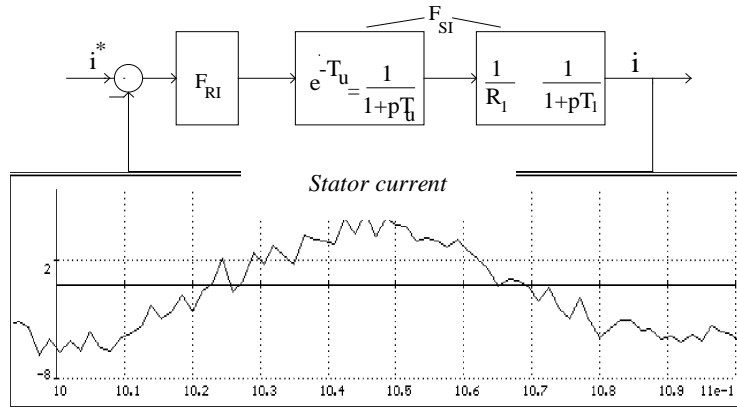 F_SI
i*
F_RI
e^-T_u = 1/(1+pT_u)
1/R_1 1/(1+pT_1)
i
Stator current
2
-8
10 10.1 10.2 10.3 10.4 10.5 10.6 10.7 10.8 10.9 11e-1